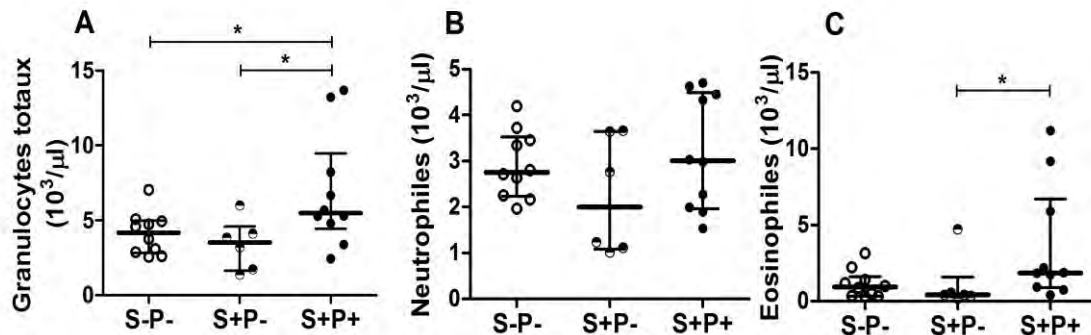 A
Granulocytes totaux
(10³/µl)
*
*
15
10
5
0
S-P-
S+P-
S+P+
B
Neutrophiles (10³/µl)
5
4
3
2
1
0
S-P-
S+P-
S+P+
C
Eosinophiles (10³/µl)
*
15
10
5
0
S-P-
S+P-
S+P+